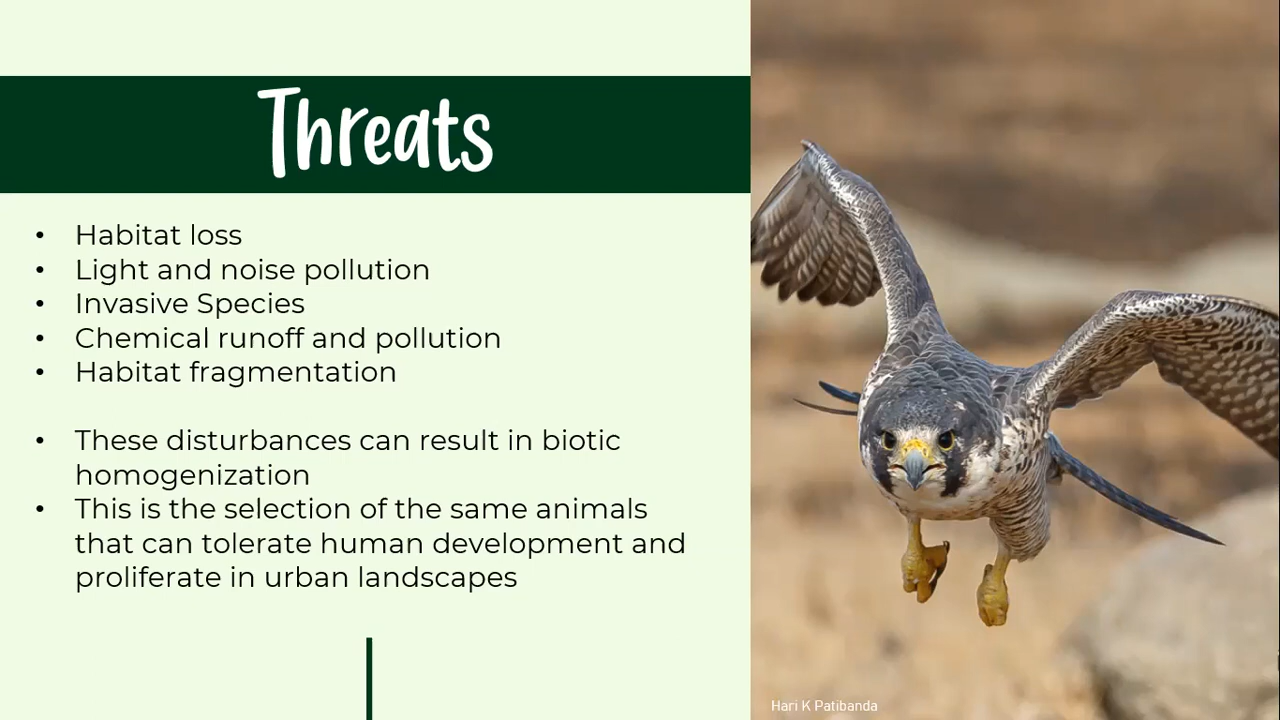 Threats
• Habitat loss
• Light and noise pollution
• Invasive Species
• Chemical runoff and pollution
• Habitat fragmentation
• These disturbances can result in biotic
homogenization
• This is the selection of the same animals
that can tolerate human development and
proliferate in urban landscapes
Hari K Patibanda